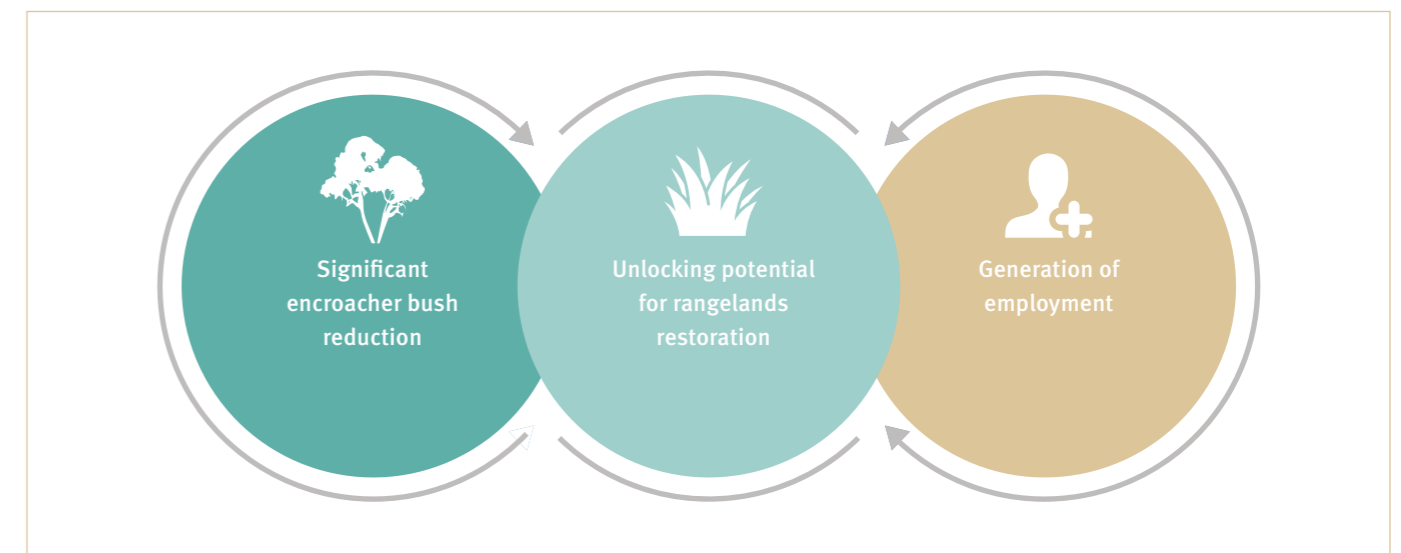 Significant
encroacher bush
reduction
Unlocking potential
for rangelands
restoration
Generation of
employment